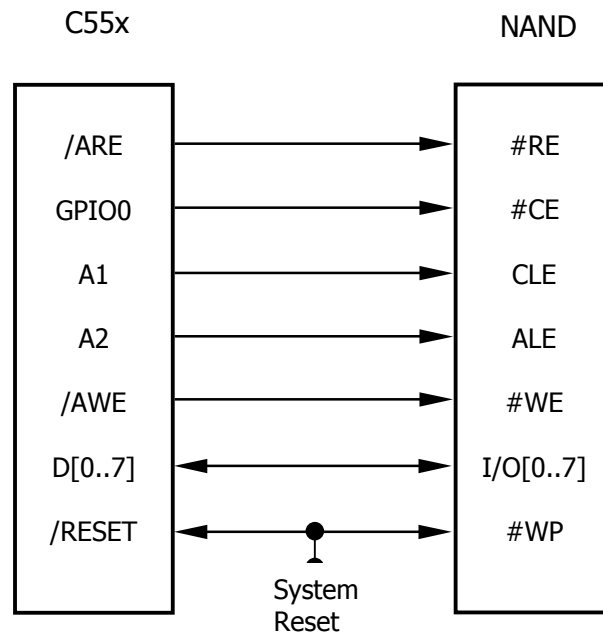 C55x NAND
/ARE #RE
GPIO0 #CE
A1 CLE
A2 ALE
/AWE #WE
D[0..7] I/O[0..7]
/RESET #WP
System
Reset